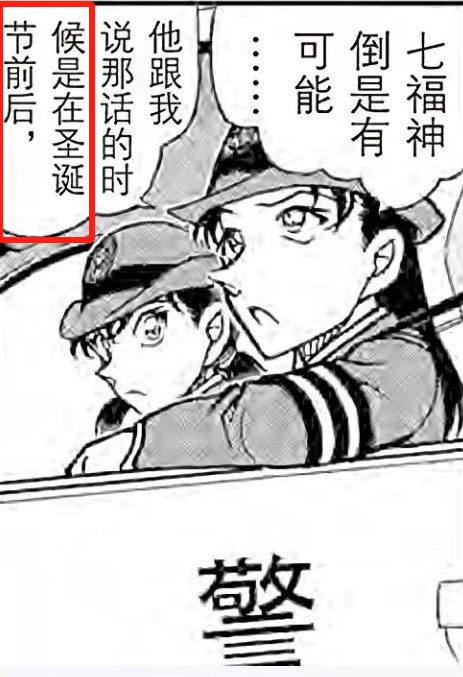 七福神
倒是有
可能
……
他跟我
说那话的时
候是在圣诞
节前后，
警